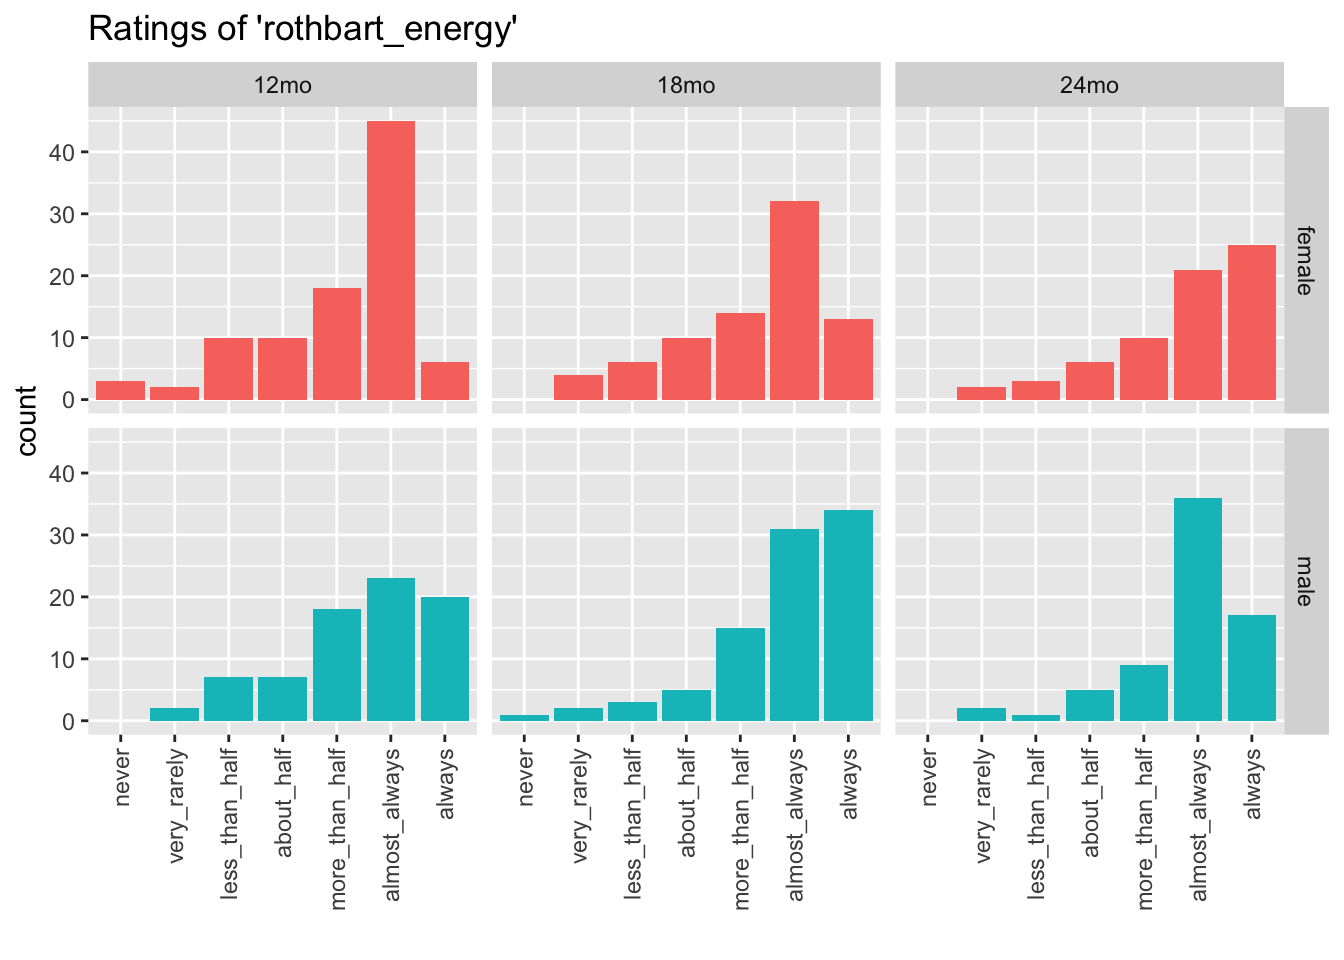 Ratings of 'rothbart_energy'
12mo 18mo 24mo
count
40
30
20
10
0
female
40
30
20
10
0
male
never very_rarely less_than_half about_half more_than_half almost_always always
never very_rarely less_than_half about_half more_than_half almost_always always
never very_rarely less_than_half about_half more_than_half almost_always always